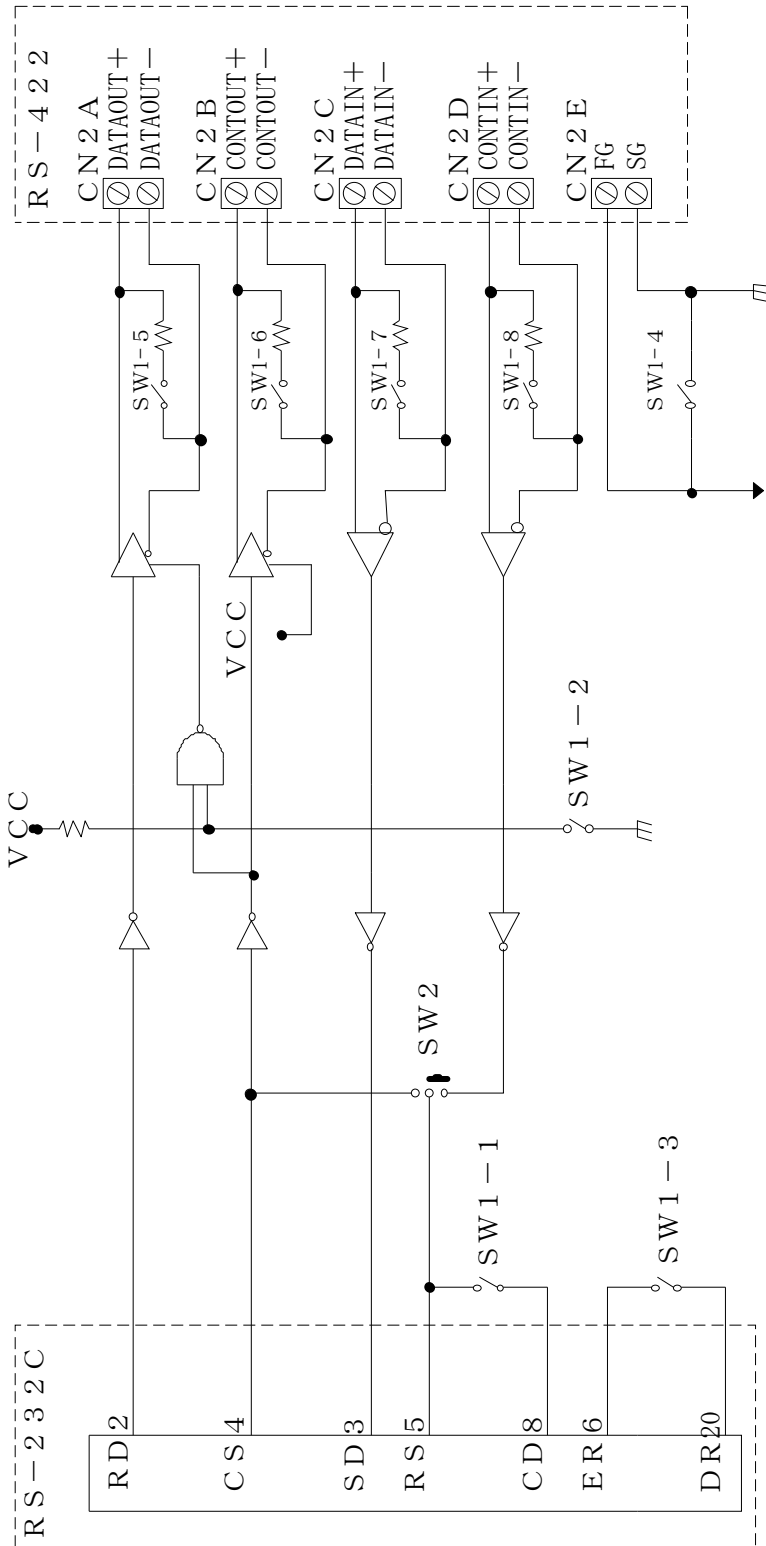 RS-422
CN2A
DATAOUT+
DATAOUT-
CN2B
CONTOUT+
CONTOUT-
CN2C
DATAIN+
DATAIN-
CN2D
CONTIN+
CONTIN-
CN2E
FG
SG
SW1-5
SW1-6
SW1-7
SW1-8
SW1-4
VCC
VCC
SW1-2
SW2
SW1-1
SW1-3
RS-232C
RD2
CS4
SD3
RS5
CD8
ER6
DR20